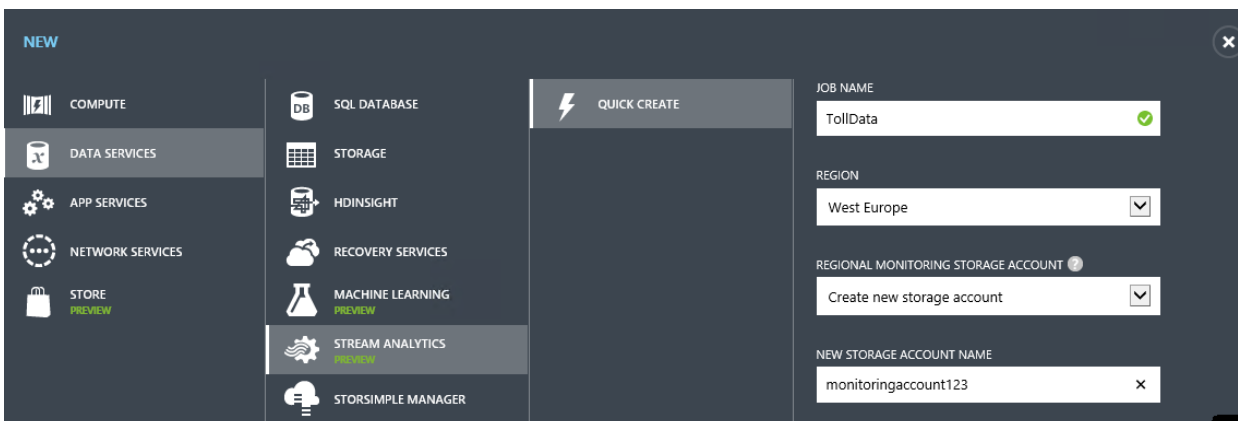 NEW
COMPUTE
DATA SERVICES
APP SERVICES
NETWORK SERVICES
STORE
PREVIEW
DB
SQL DATABASE
STORAGE
HDINSIGHT
RECOVERY SERVICES
MACHINE LEARNING
PREVIEW
STREAM ANALYTICS
PREVIEW
STORSIMPLE MANAGER
QUICK CREATE
JOB NAME
TollData
REGION
West Europe
REGIONAL MONITORING STORAGE ACCOUNT ?
Create new storage account
NEW STORAGE ACCOUNT NAME
monitoringaccount123